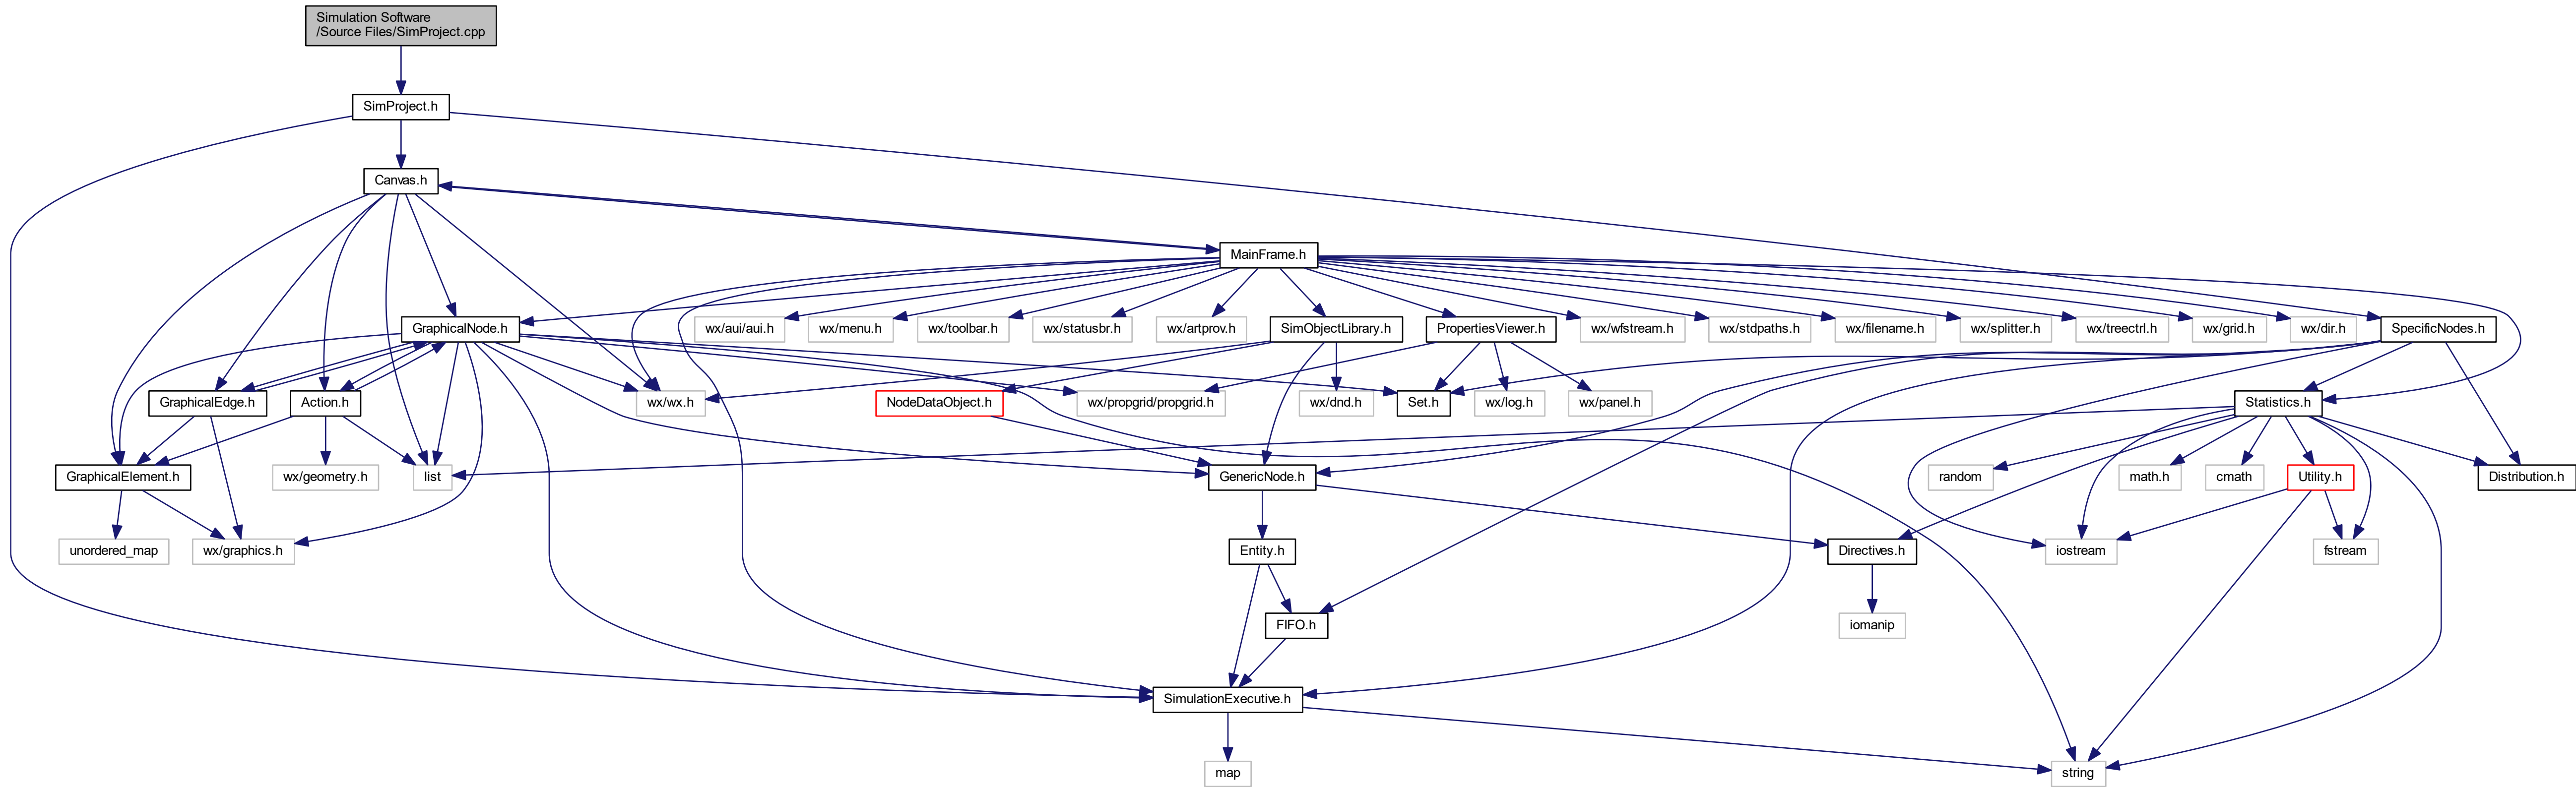 Simulation Software
/Source Files/SimProject.cpp
SimProject.h
Canvas.h
MainFrame.h
GraphicalNode.h
wx/aui/aui.h
wx/menu.h
wx/toolbar.h
wx/statusbr.h
wx/artprov.h
SimObjectLibrary.h
PropertiesViewer.h
wx/wfstream.h
wx/stdpaths.h
wx/filename.h
wx/splitter.h
wx/treectrl.h
wx/grid.h
wx/dir.h
SpecificNodes.h
GraphicalEdge.h
Action.h
wx/wx.h
NodeDataObject.h
wx/propgrid/propgrid.h
wx/dnd.h
Set.h
wx/log.h
wx/panel.h
Statistics.h
GraphicalElement.h
wx/geometry.h
list
GenericNode.h
random
math.h
cmath
Utility.h
Distribution.h
unordered_map
wx/graphics.h
Entity.h
Directives.h
iostream
fstream
FIFO.h
iomanip
SimulationExecutive.h
map
string